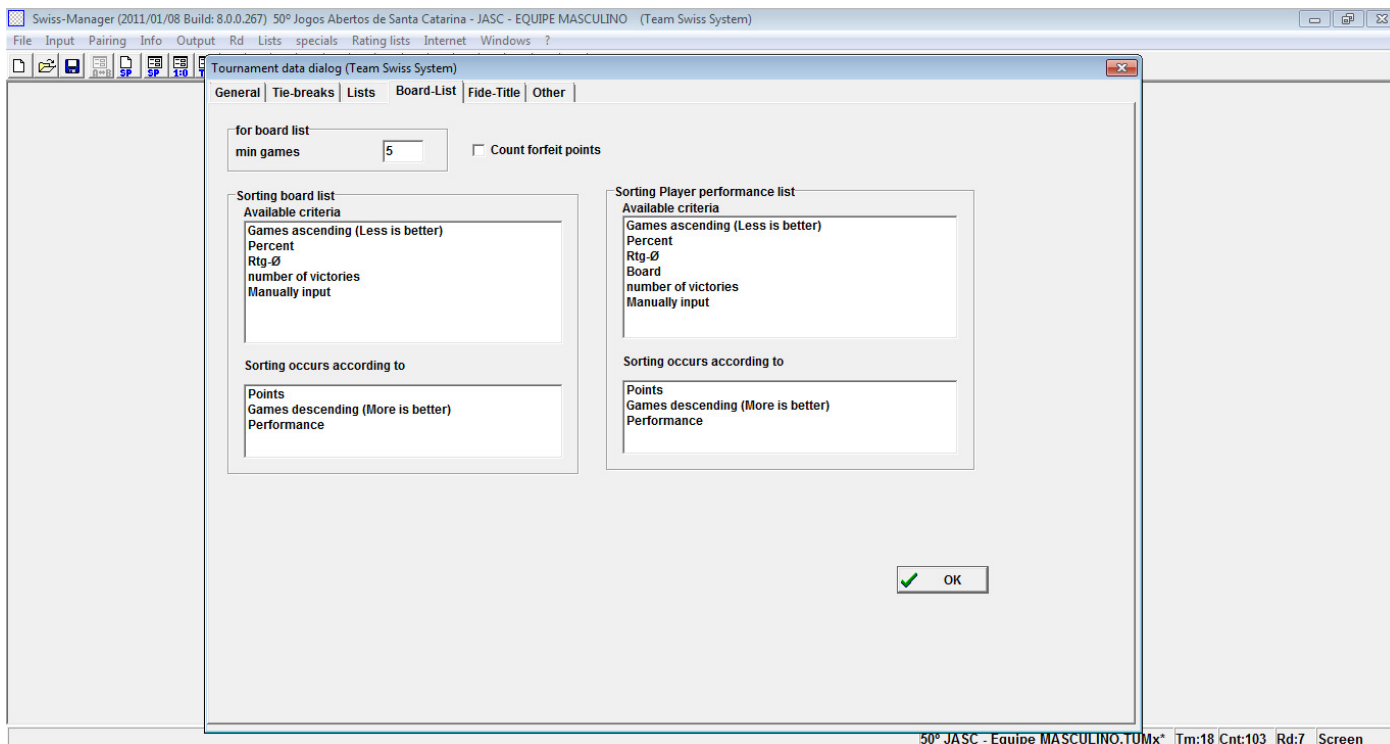 Swiss-Manager (2011/01/08 Build: 8.0.0.267) 50º Jogos Abertos de Santa Catarina - JASC - EQUIPE MASCULINO (Team Swiss System)
File Input Pairing Info Output Rd Lists specials Rating lists Internet Windows ?
SP SP 1:0
Tournament data dialog (Team Swiss System)
General Tie-breaks Lists Board-List Fide-Title Other
for board list
min games 5 Count forfeit points
Sorting board list
Available criteria
Games ascending (Less is better)
Percent
Rtg-Ø
number of victories
Manually input
Sorting occurs according to
Points
Games descending (More is better)
Performance
Sorting Player performance list
Available criteria
Games ascending (Less is better)
Percent
Rtg-Ø
Board
number of victories
Manually input
Sorting occurs according to
Points
Games descending (More is better)
Performance
OK
50º JASC - Equipe MASCULINO.TUMx* Tm:18 Cnt:103 Rd:7 Screen